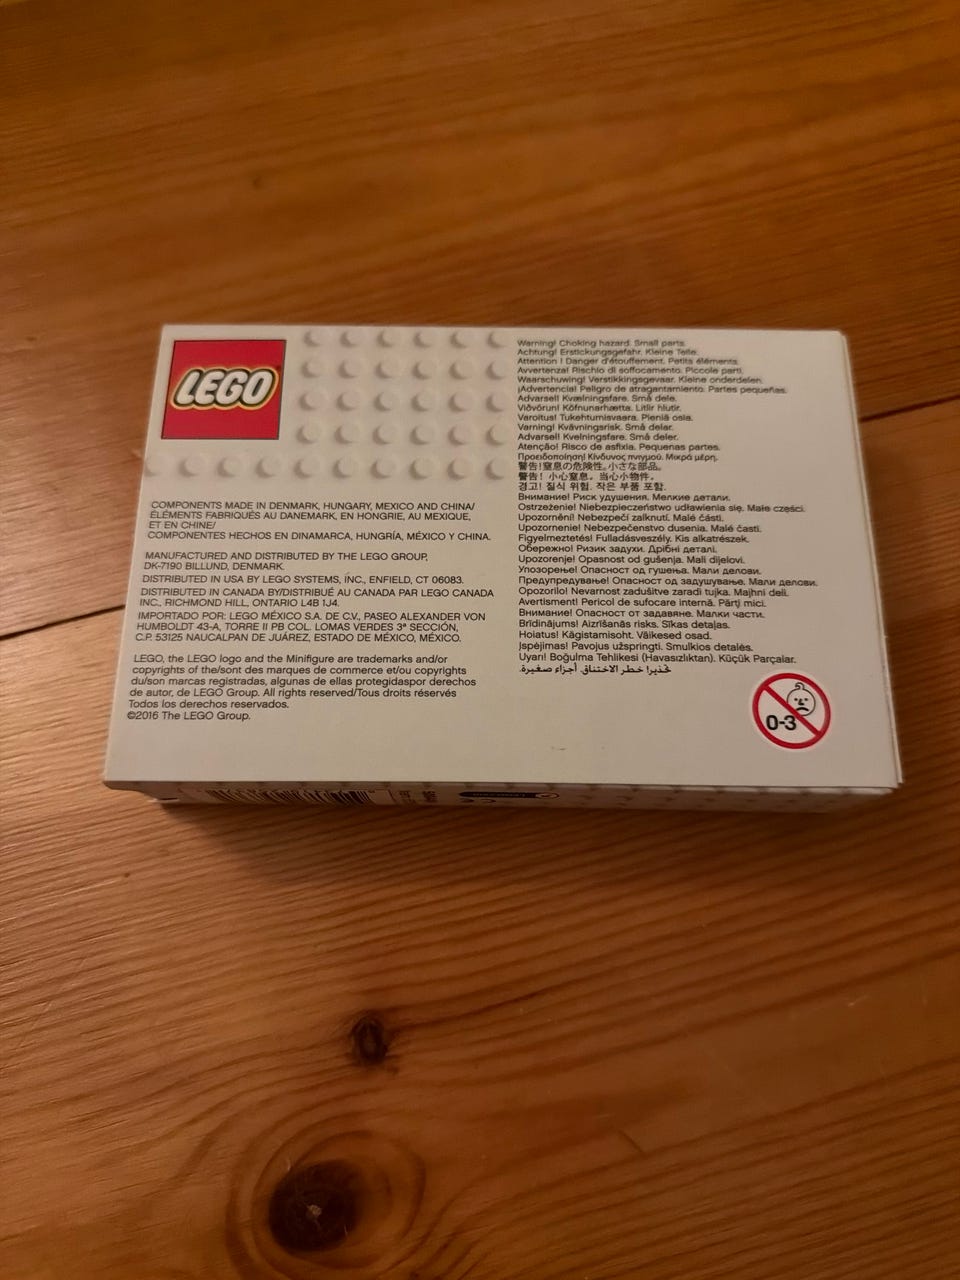 LEGO
COMPONENTS MADE IN DENMARK, HUNGARY, MEXICO AND CHINA/
ÉLÉMENTS FABRIQUÉS AU DANEMARK, EN HONGRIE, AU MEXIQUE,
ET EN CHINE/
COMPONENTES HECHOS EN DINAMARCA, HUNGRÍA, MÉXICO Y CHINA.
MANUFACTURED AND DISTRIBUTED BY THE LEGO GROUP,
DK-7190 BILLUND, DENMARK.
DISTRIBUTED IN USA BY LEGO SYSTEMS, INC., ENFIELD, CT 06083.
DISTRIBUTED IN CANADA BY/DISTRIBUÉ AU CANADA PAR LEGO CANADA
INC., RICHMOND HILL, ONTARIO L4B 1J4.
IMPORTADO POR: LEGO MÉXICO S.A. DE C.V., PASEO ALEXANDER VON
HUMBOLDT 43-A, TORRE II PB COL. LOMAS VERDES 3ª SECCIÓN,
C.P. 53125 NAUCALPAN DE JUÁREZ, ESTADO DE MÉXICO, MÉXICO.
LEGO, the LEGO logo and the Minifigure are trademarks and/or
copyrights of the/sont des marques de commerce et/ou copyrights
du/son marcas registradas, algunas de ellas protegidaspor derechos
de autor, de LEGO Group. All rights reserved/Tous droits réservés
Todos los derechos reservados.
©2016 The LEGO Group.
Warning! Choking hazard. Small parts.
Achtung! Erstickungsgefahr. Kleine Teile.
Attention ! Danger d'étouffement. Petits éléments.
Avvertenza! Rischio di soffocamento. Piccole parti.
Waarschuwing! Verstikkingsgevaar. Kleine onderdelen.
¡Advertencia! Peligro de atragantamiento. Partes pequeñas.
Advarsel! Kvælningsfare. Små dele.
Viðvörun! Köfnunarhætta. Litlir hlutir.
Varoitus! Tukehtumisvaara. Pieniä osia.
Varning! Kvävningsrisk. Små delar.
Advarsel! Kvelningsfare. Små deler.
Atenção! Risco de asfixia. Pequenas partes.
Προειδοποίηση! Κίνδυνος πνιγμού. Μικρά μέρη.
警告!窒息の危険性。小さな部品。
警告! 小心窒息。当心小物件。
경고! 질식 위험. 작은 부품 포함.
Внимание! Риск удушения. Мелкие детали.
Ostrzeżenie! Niebezpieczeństwo udławienia się. Małe części.
Upozornění! Nebezpečí zalknutí. Malé části.
Upozornenie! Nebezpečenstvo dusenia. Malé časti.
Figyelmeztetés! Fulladásveszély. Kis alkatrészek.
Обережно! Ризик задухи. Дрібні деталі.
Upozorenje! Opasnost od gušenja. Mali dijelovi.
Упозорење! Опасност од гушења. Мали делови.
Предупредување! Опасност од задушување. Мали делови.
Opozorilo! Nevarnost zadušitve zaradi tujka. Majhni deli.
Avertisment! Pericol de sufocare internă. Părţi mici.
Внимание! Опасност от задавяне. Малки части.
Brīdinājums! Aizrīšanās risks. Sīkas detaļas.
Hoiatus! Kägistamisoht. Väikesed osad.
Įspėjimas! Pavojus užspringti. Smulkios detalės.
Uyarı! Boğulma Tehlikesi (Havasızlıktan). Küçük Parçalar.
تحذير! خطر الاختناق. أجزاء صغيرة.
0-3